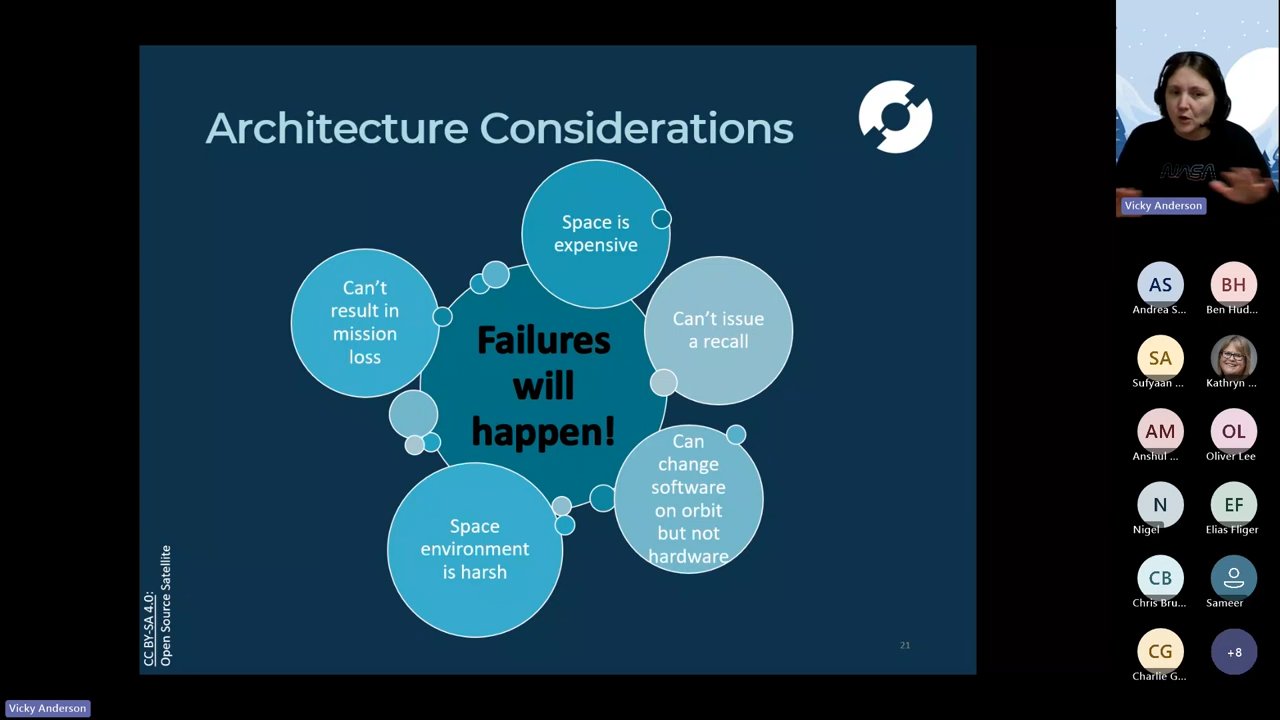 Architecture Considerations
Space is
expensive
Can't
result in
mission
loss
Failures
will
happen!
Can't issue
a recall
Can
change
software
on orbit
but not
hardware
Space
environment
is harsh
CC BY-SA 4.0:
Open Source Satellite
21
Vicky Anderson
NASA
Vicky Anderson
AS
Andrea S...
BH
Ben Hud...
SA
Sufyaan ...
Kathryn ...
AM
Anshul ...
OL
Oliver Lee
N
Nigel
EF
Elias Fliger
CB
Chris Bru...
Sameer
CG
Charlie G...
+8